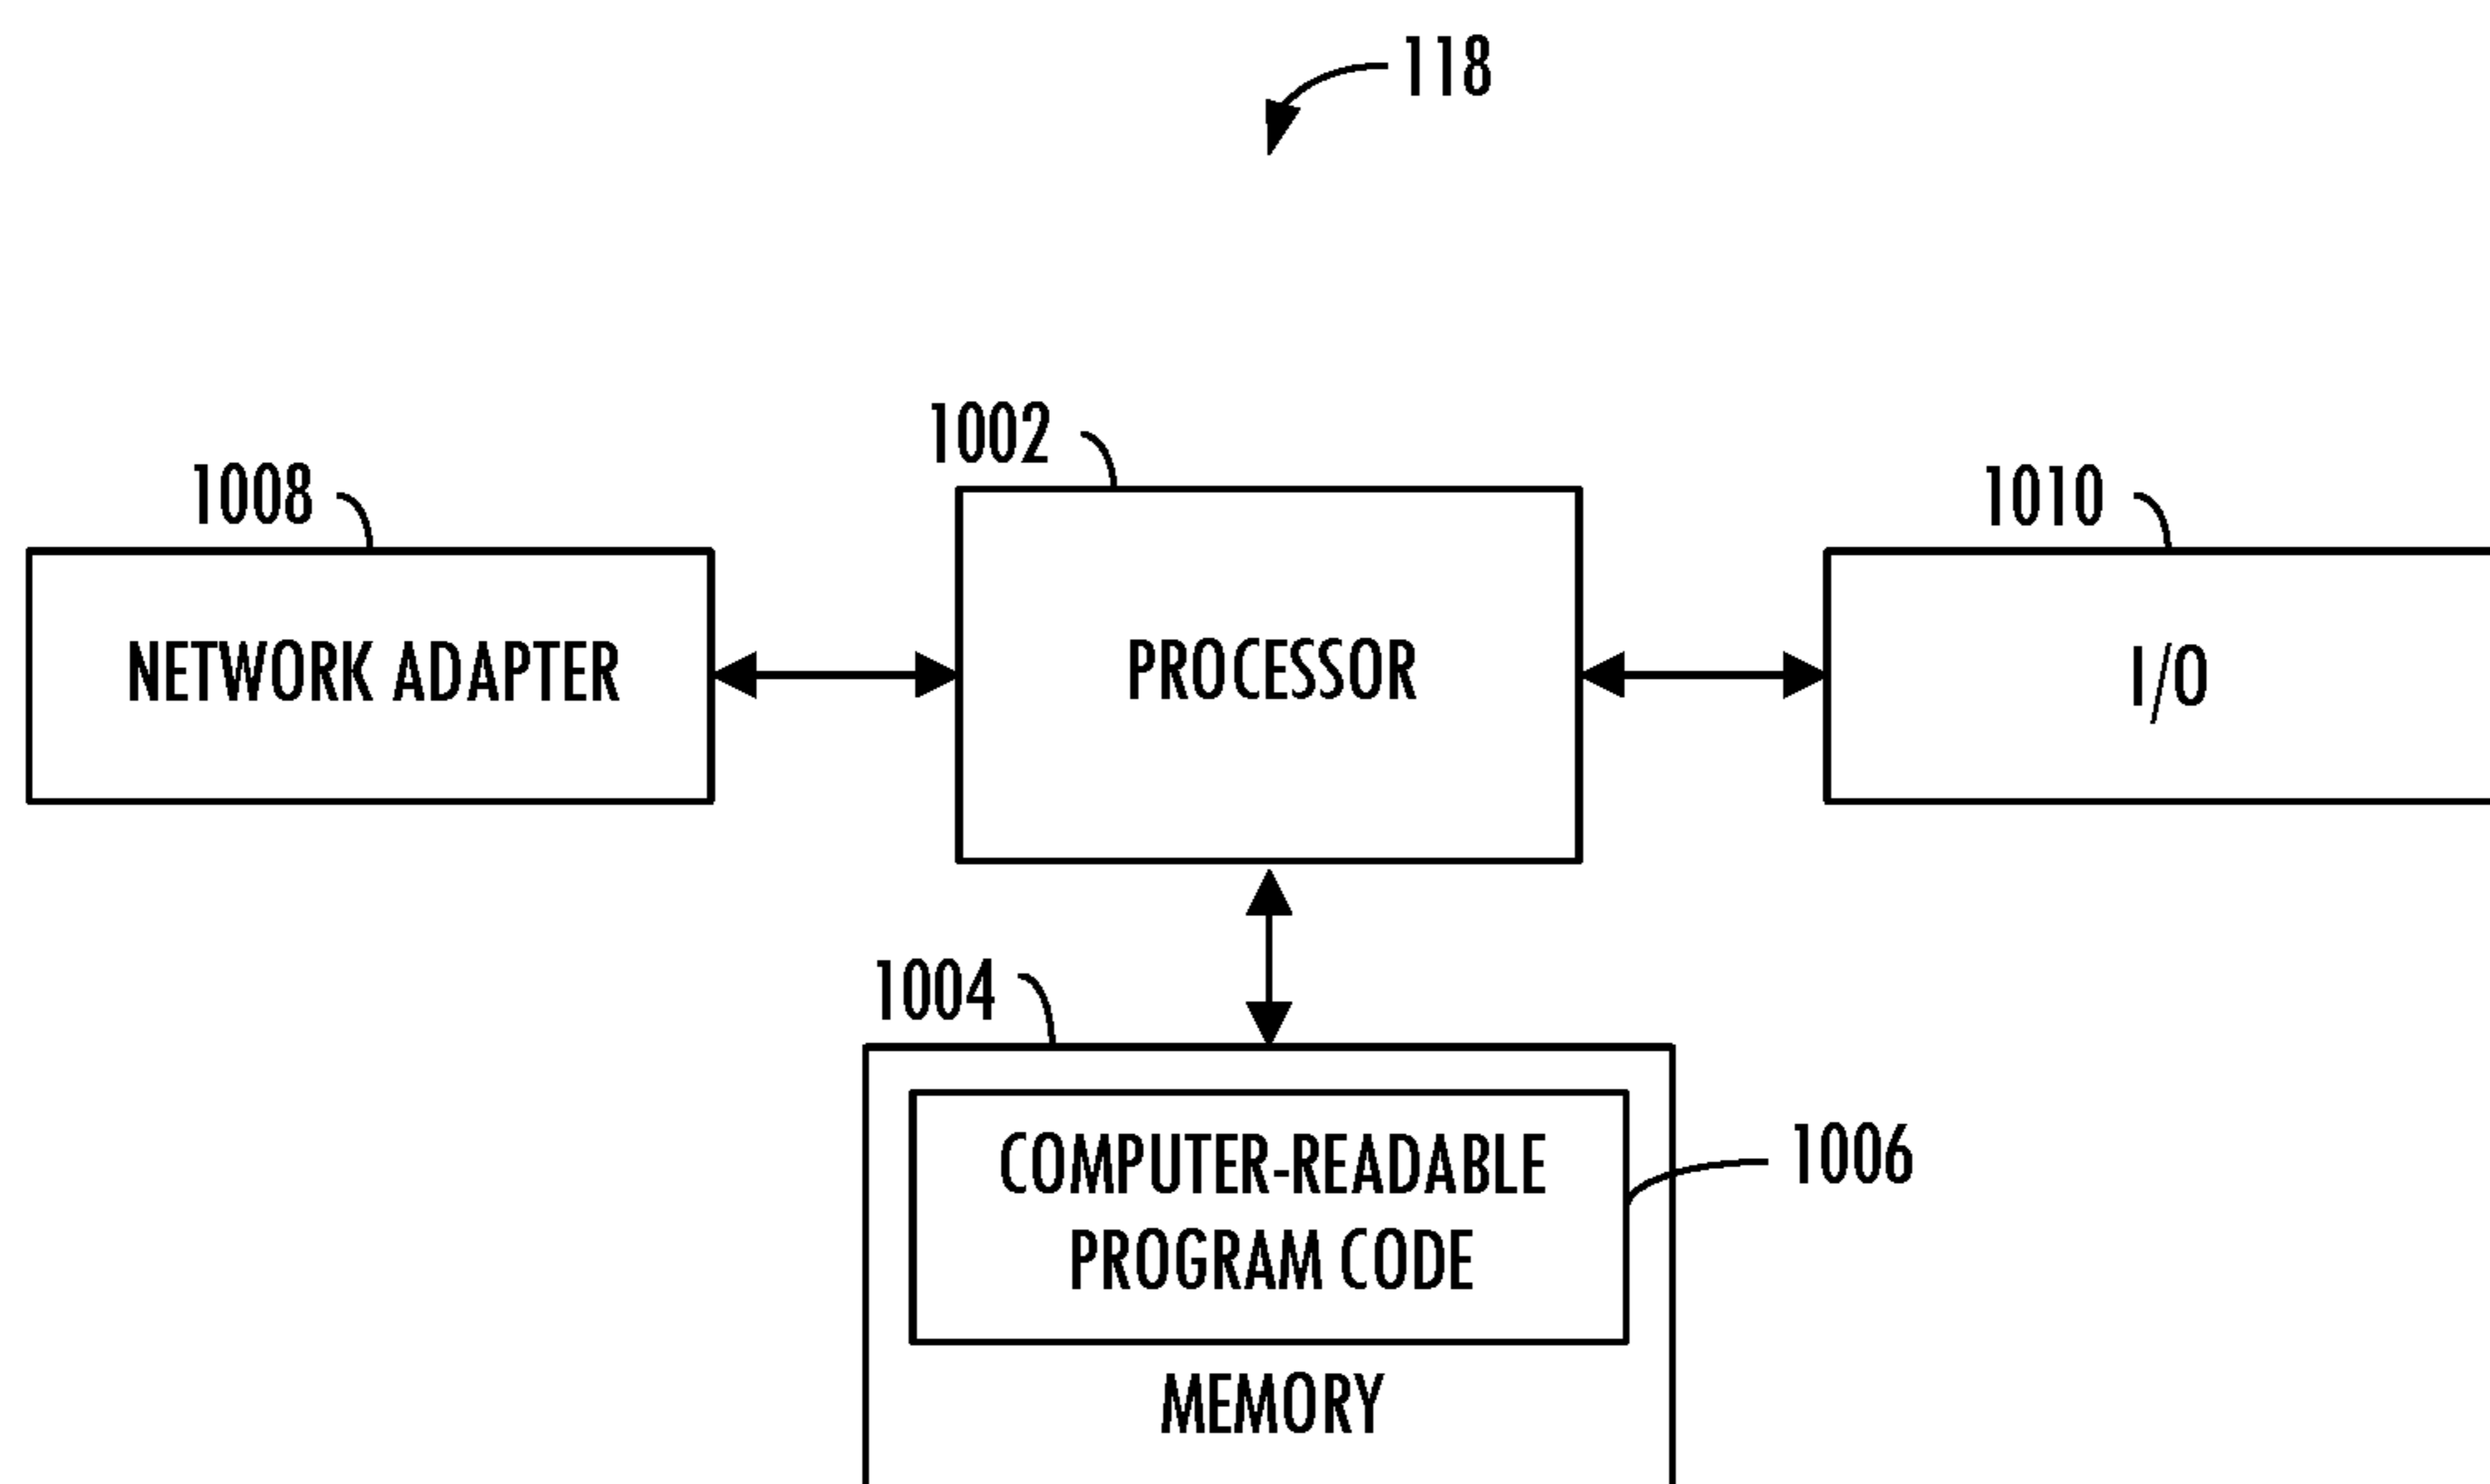 118
1002
1008
1010
NETWORK ADAPTER
PROCESSOR
I/O
1004
COMPUTER-READABLE
PROGRAM CODE
1006
MEMORY